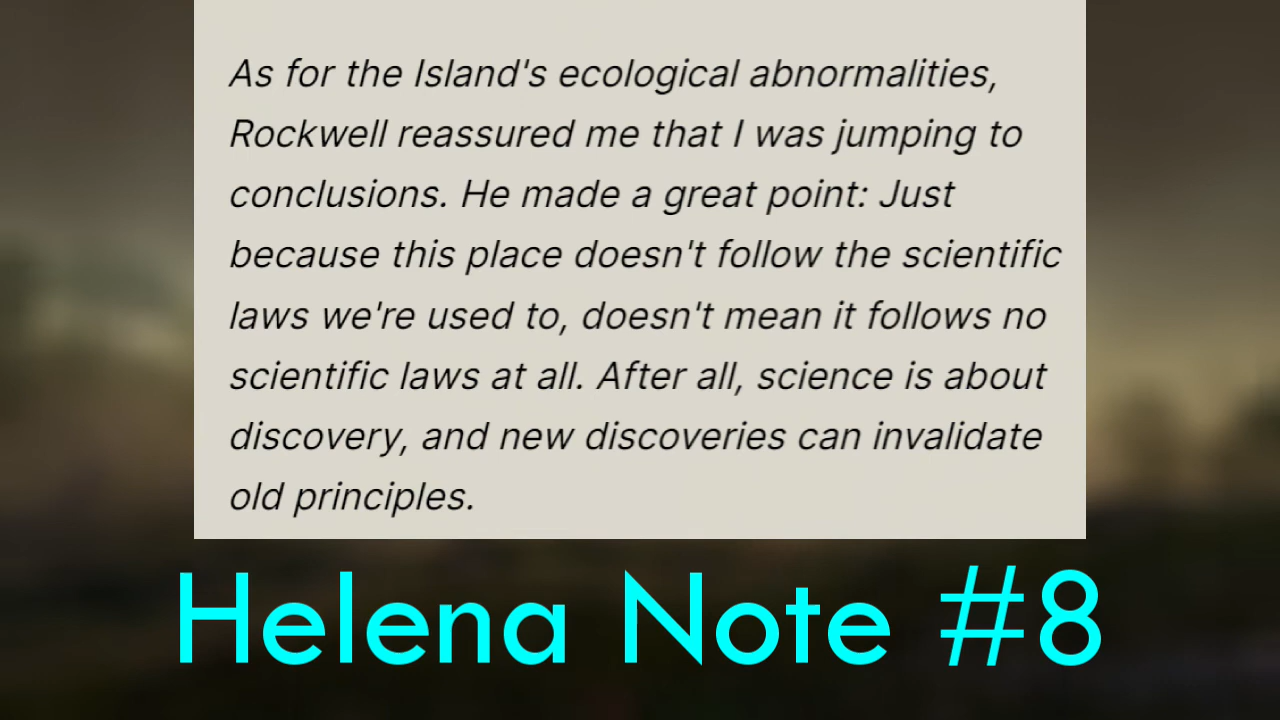 As for the Island's ecological abnormalities,
Rockwell reassured me that I was jumping to
conclusions. He made a great point: Just
because this place doesn't follow the scientific
laws we're used to, doesn't mean it follows no
scientific laws at all. After all, science is about
discovery, and new discoveries can invalidate
old principles.
Helena Note #8